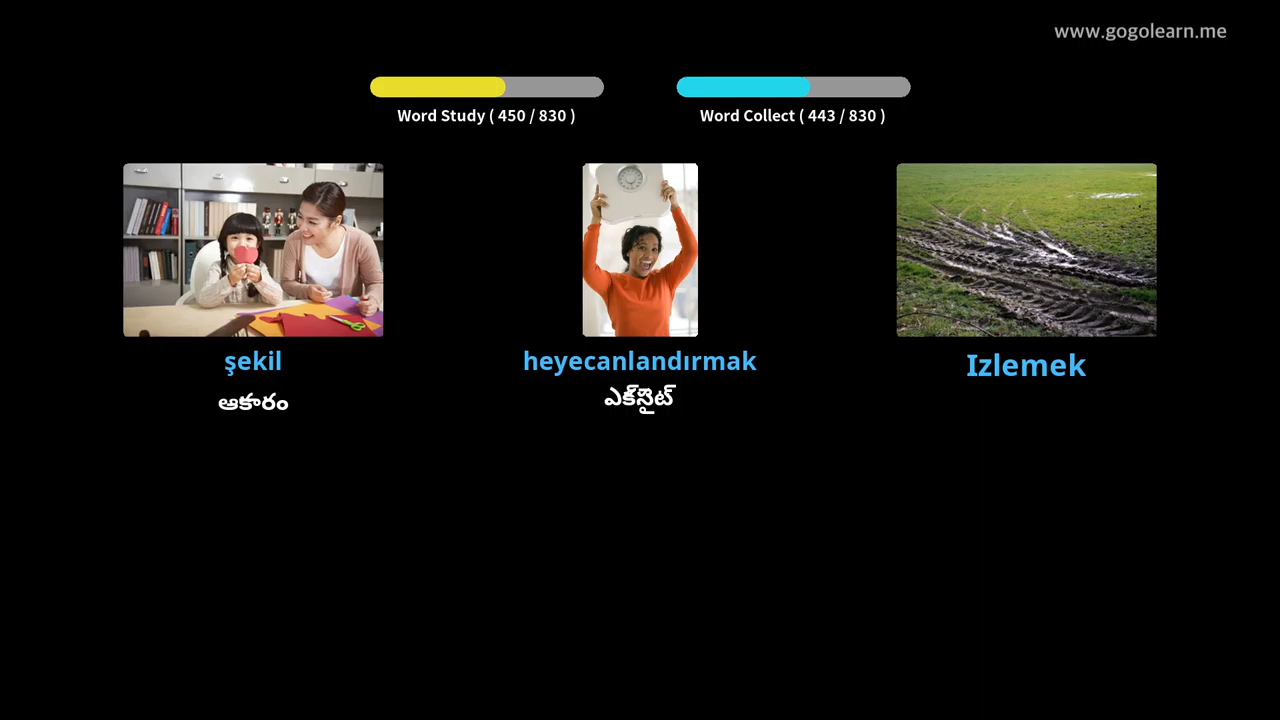 www.gogolearn.me
Word Study ( 450 / 830 )
Word Collect ( 443 / 830 )
şekil
heyecanlandırmak
Izlemek
ఆకారం
ఎక్‌సైట్